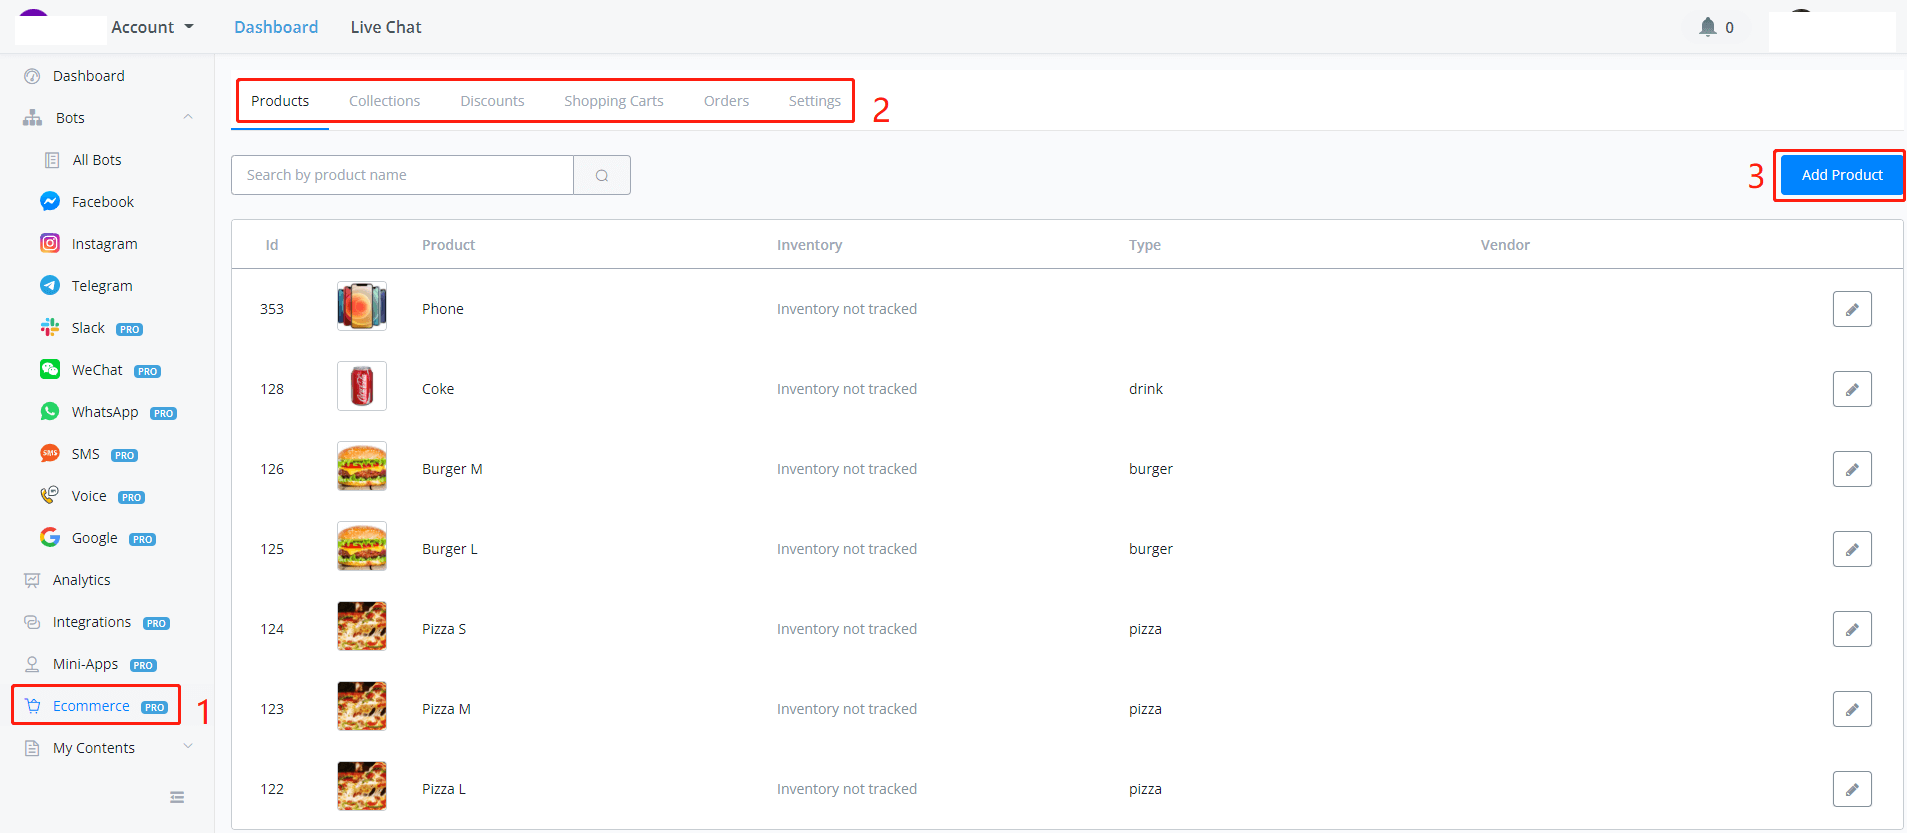 Account Dashboard Live Chat 0
Dashboard
Bots
All Bots
Facebook
Instagram
Telegram
Slack PRO
WeChat PRO
WhatsApp PRO
SMS SMS PRO
Voice PRO
Google PRO
Analytics
Integrations PRO
Mini-Apps PRO
Ecommerce PRO 1
My Contents
Products Collections Discounts Shopping Carts Orders Settings 2
Search by product name
3 Add Product
Id Product Inventory Type Vendor
353 Phone Inventory not tracked
128 Coke Inventory not tracked drink
126 Burger M Inventory not tracked burger
125 Burger L Inventory not tracked burger
124 Pizza S Inventory not tracked pizza
123 Pizza M Inventory not tracked pizza
122 Pizza L Inventory not tracked pizza